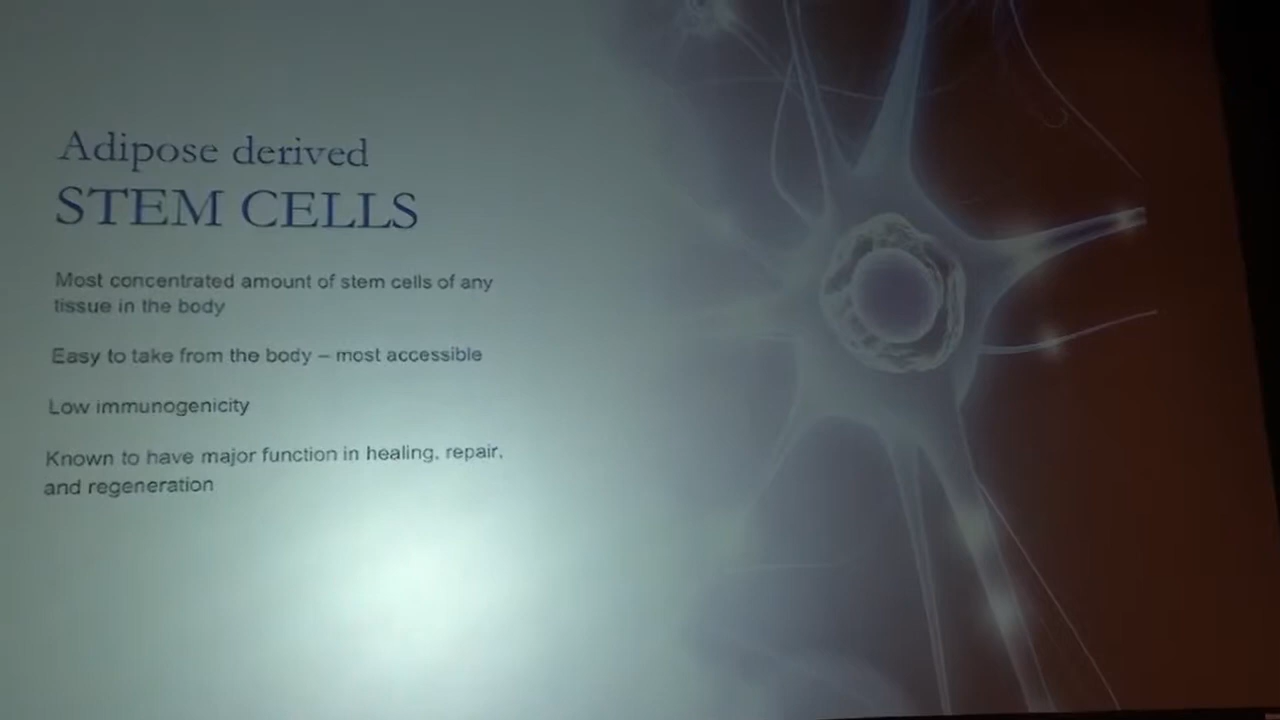 Adipose derived
STEM CELLS
Most concentrated amount of stem cells of any
tissue in the body
Easy to take from the body – most accessible
Low immunogenicity
Known to have major function in healing, repair,
and regeneration